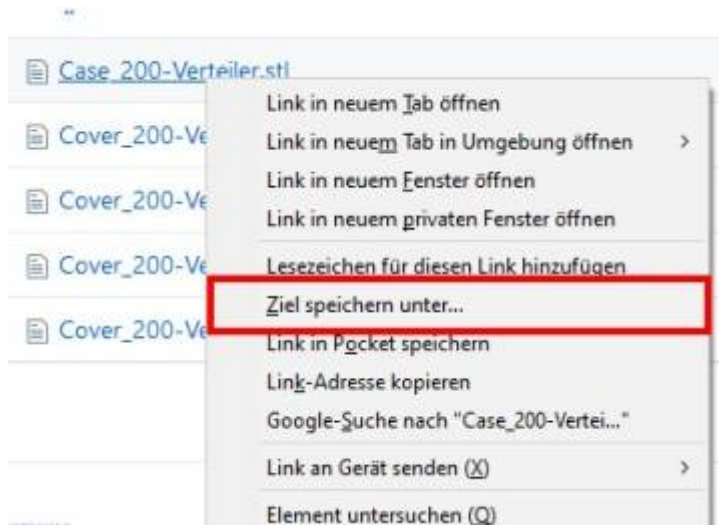 ..
Case_200-Verteiler.stl
Link in neuem Tab öffnen
Cover_200-Ve
Link in neuem Tab in Umgebung öffnen
Link in neuem Fenster öffnen
Cover_200-Ve
Link in neuem privaten Fenster öffnen
Cover_200-Ve
Lesezeichen für diesen Link hinzufügen
Ziel speichern unter...
Cover_200-Ve
Link in Pocket speichern
Link-Adresse kopieren
Google-Suche nach "Case_200-Vertei..."
Link an Gerät senden (X)
Element untersuchen (Q)